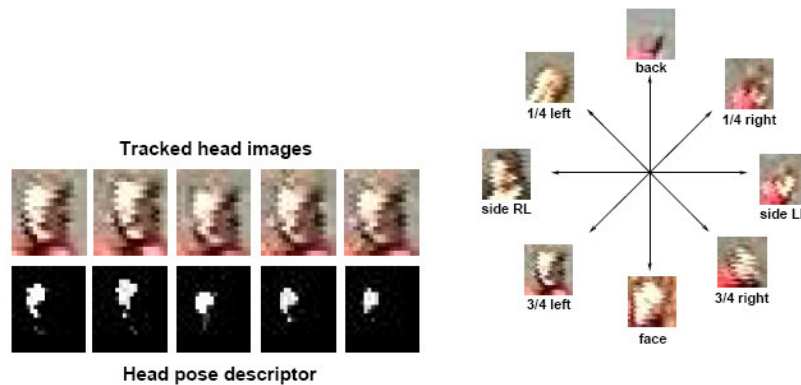 Tracked head images
Head pose descriptor
back
1/4 left
1/4 right
side RL
side L
3/4 left
3/4 right
face